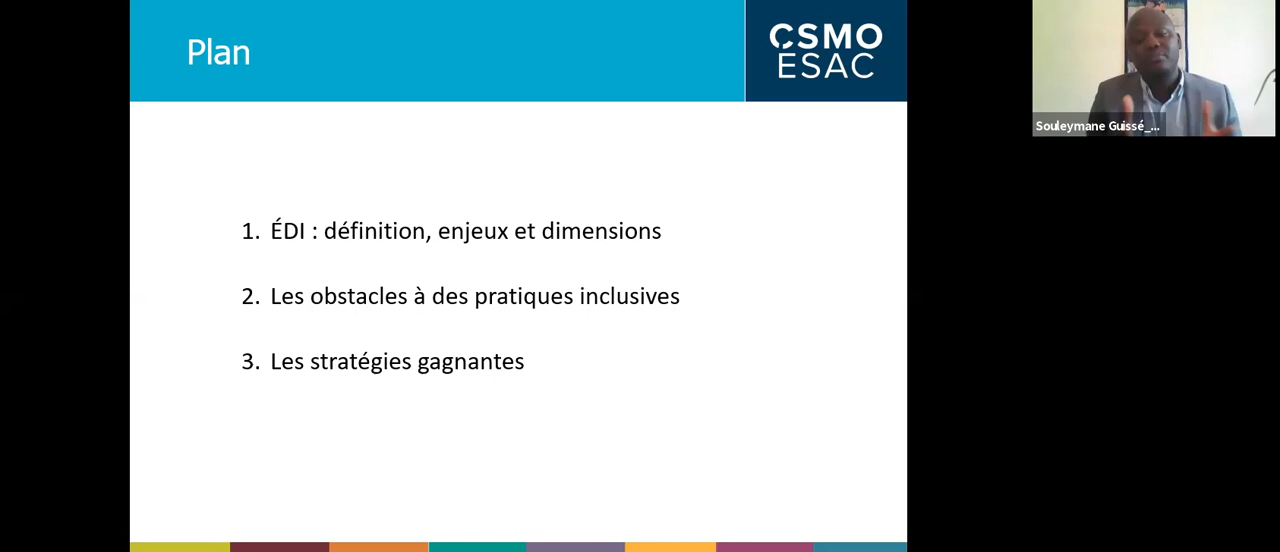 Plan
CSMO
ESAC
Souleymane Guissé_...
1. ÉDI : définition, enjeux et dimensions
2. Les obstacles à des pratiques inclusives
3. Les stratégies gagnantes